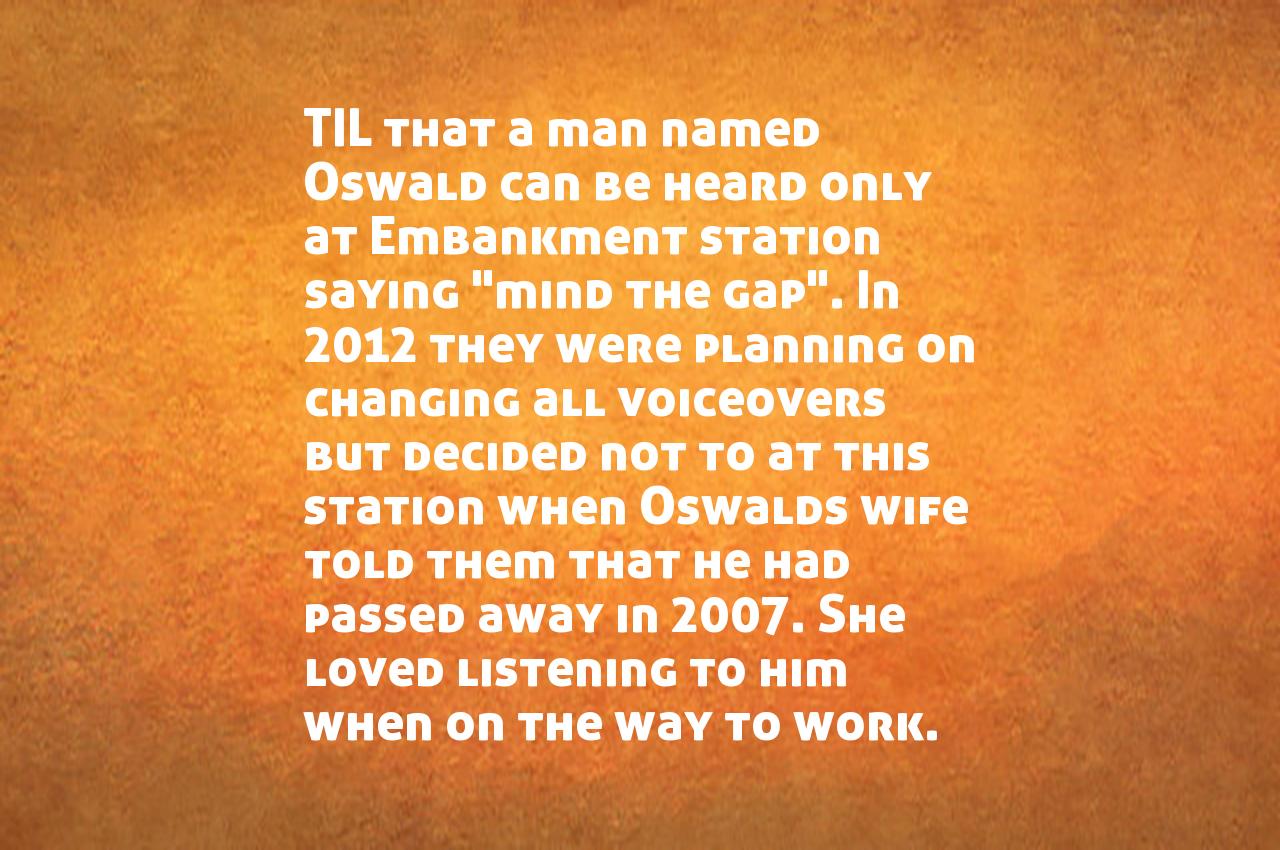 TIL that a man named
Oswald can be heard only
at Embankment station
saying "mind the gap". In
2012 they were planning on
changing all voiceovers
but decided not to at this
station when Oswalds wife
told them that he had
passed away in 2007. She
loved listening to him
when on the way to work.